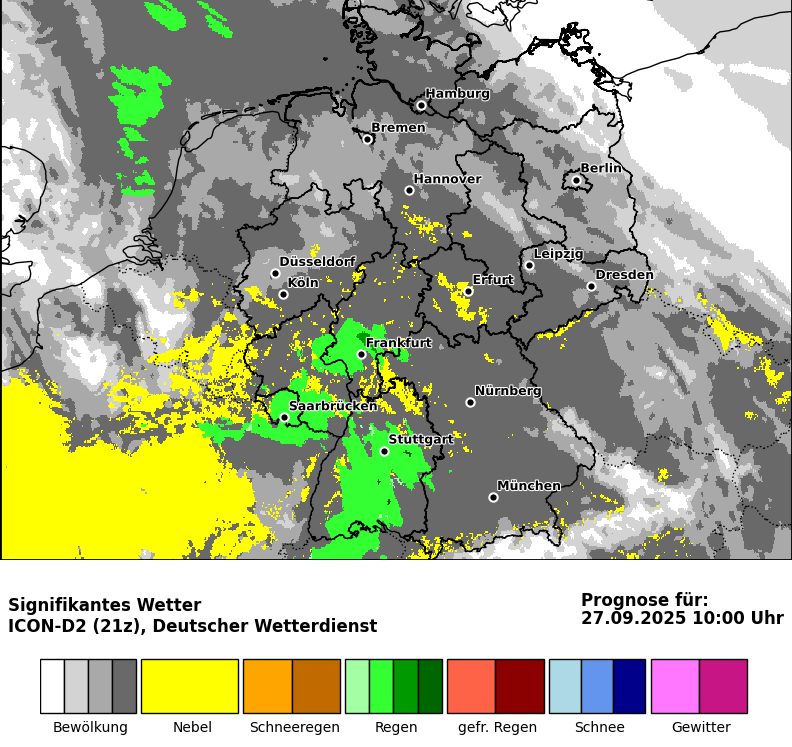 Hamburg
Bremen
Berlin
Hannover
Leipzig
Düsseldorf
Dresden
Köln
Erfurt
Frankfurt
Nürnberg
Saarbrücken
Stuttgart
München
Signifikantes Wetter
ICON-D2 (21z), Deutscher Wetterdienst
Prognose für:
27.09.2025 10:00 Uhr
Bewölkung Nebel Schneeregen Regen gefr. Regen Schnee Gewitter